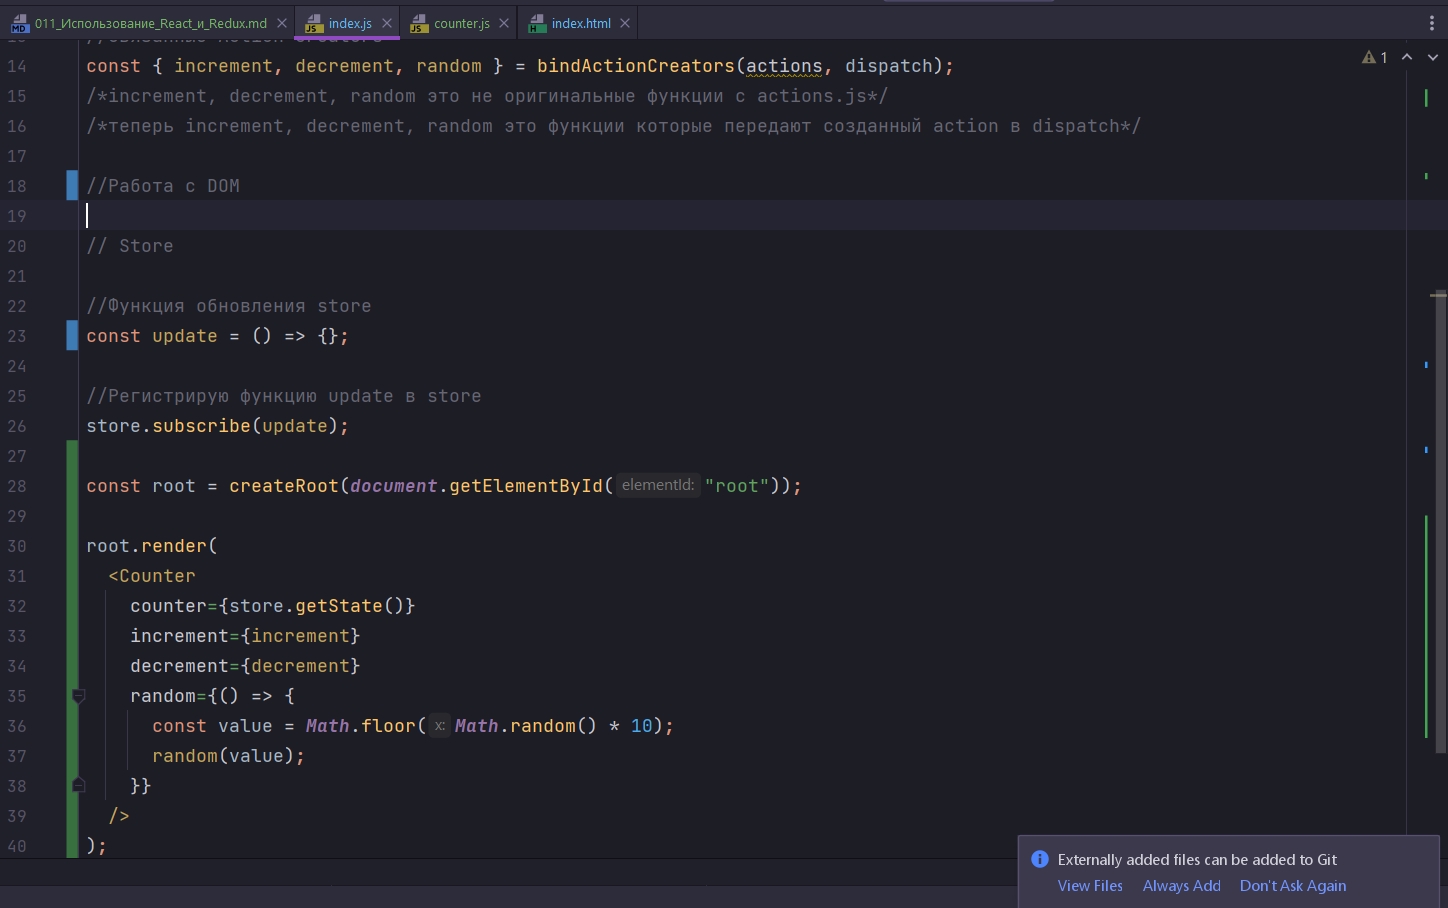 011_Использование_React_и_Redux.md index.js counter.js index.html
14 const { increment, decrement, random } = bindActionCreators(actions, dispatch);
1
15 /*increment, decrement, random это не оригинальные функции с actions.js*/
16 /*теперь increment, decrement, random это функции которые передают созданный action в dispatch*/
17
18 //Работа с DOM
19
20 // Store
21
22 //Функция обновления store
23 const update = () => {};
24
25 //Регистрирую функцию update в store
26 store.subscribe(update);
27
28 const root = createRoot(document.getElementById( elementId: "root"));
29
30 root.render(
31 <Counter
32 counter={store.getState()}
33 increment={increment}
34 decrement={decrement}
35 random={() => {
36 const value = Math.floor( x: Math.random() * 10);
37 random(value);
38 }}
39 />
40 );
Externally added files can be added to Git
View Files Always Add Don't Ask Again